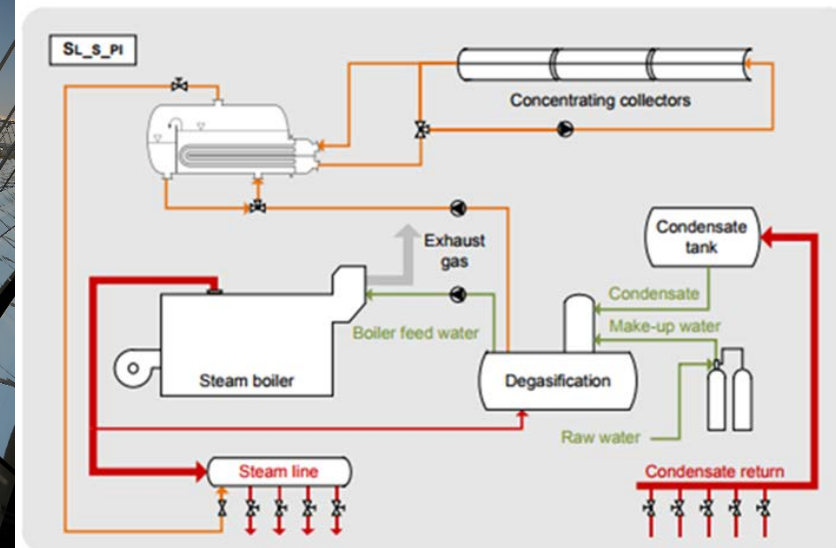 SL_S_PI
Concentrating collectors
Exhaust
gas
Condensate
tank
Condensate
Make-up water
Boiler feed water
Steam boiler
Degasification
Raw water
Steam line
Condensate return